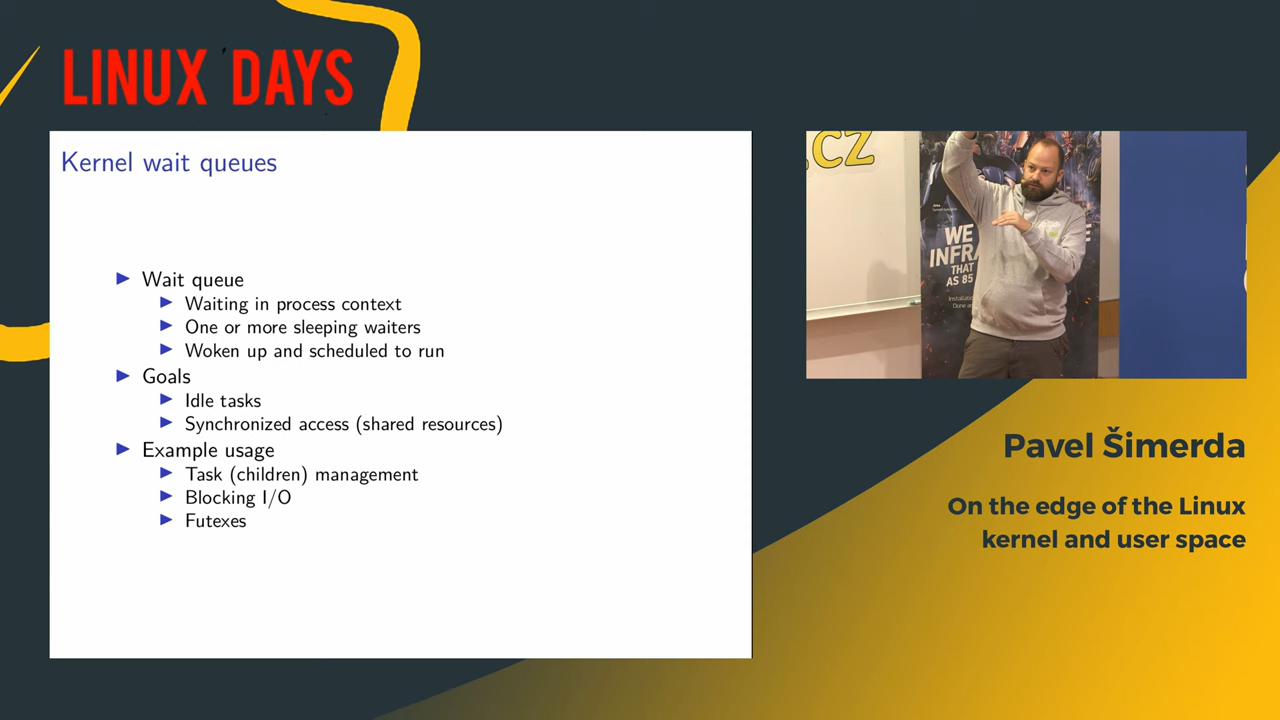 LINUX DAYS
Kernel wait queues
Wait queue
Waiting in process context
One or more sleeping waiters
Woken up and scheduled to run
Goals
Idle tasks
Synchronized access (shared resources)
Example usage
Task (children) management
Blocking I/O
Futexes
.CZ
WE
INFRA
THAT
AS 85
Pavel Šimerda
On the edge of the Linux
kernel and user space